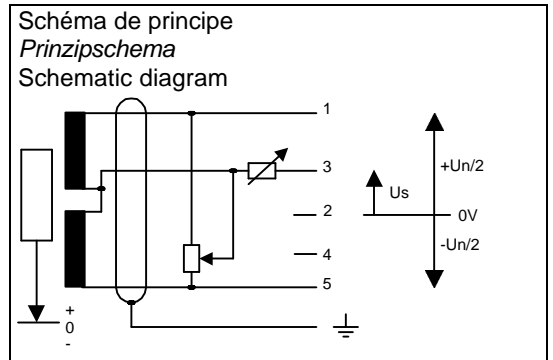 Schéma de principe
Prinzipschema
Schematic diagram
1
3
2
4
5
+Un/2
Us
0V
-Un/2
+
0
-